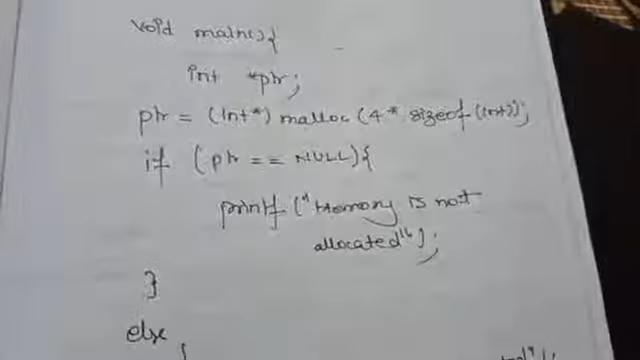 void main(){
int *ptr;
ptr = (int*) malloc (4* sizeof (int));
if (ptr == NULL){
printf ("Memory is not
allocated");
}
else
{